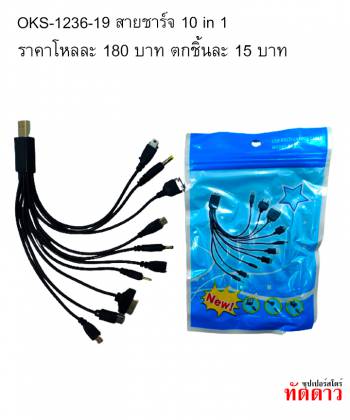 OKS-1236-19 สายชาร์จ 10 in 1
ราคาโหลละ 180 บาท ตกชิ้นละ 15 บาท
New!
ซุปเปอร์สโตร์
ทัดดาว